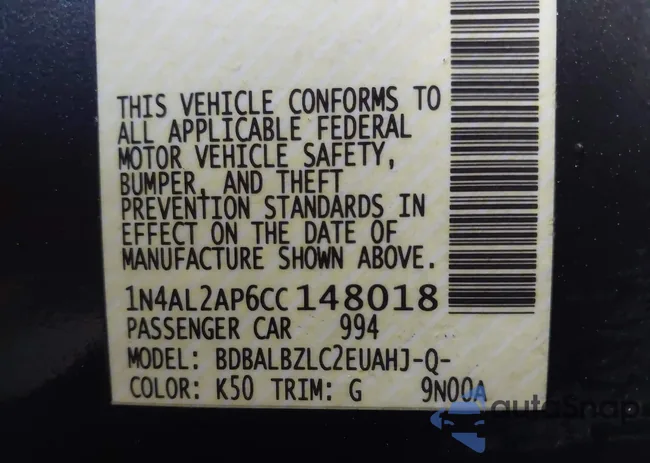 THIS VEHICLE CONFORMS TO
ALL APPLICABLE FEDERAL
MOTOR VEHICLE SAFETY,
BUMPER, AND THEFT
PREVENTION STANDARDS IN
EFFECT ON THE DATE OF
MANUFACTURE SHOWN ABOVE.
1N4AL2AP6CC148018
PASSENGER CAR 994
MODEL: BDBALBZLC2EUAHJ-Q-
COLOR: K50 TRIM: G 9N00A
autoSnap